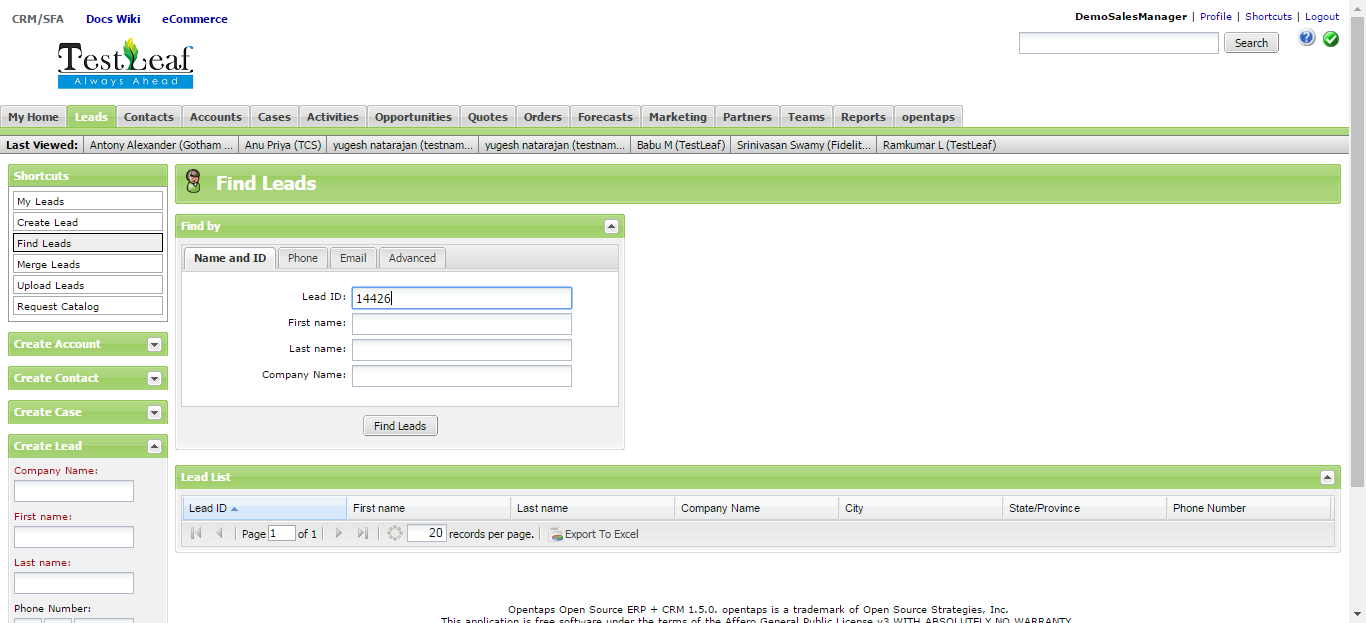 CRM/SFA Docs Wiki eCommerce
DemoSalesManager | Profile | Shortcuts | Logout
TestLeaf
Always Ahead
Search
My Home Leads Contacts Accounts Cases Activities Opportunities Quotes Orders Forecasts Marketing Partners Teams Reports opentaps
Last Viewed: Antony Alexander (Gotham ... Anu Priya (TCS) yugesh natarajan (testnam... yugesh natarajan (testnam... Babu M (TestLeaf) Srinivasan Swamy (Fidelit... Ramkumar L (TestLeaf)
Shortcuts
My Leads
Create Lead
Find Leads
Merge Leads
Upload Leads
Request Catalog
Create Account
Create Contact
Create Case
Create Lead
Company Name:
First name:
Last name:
Phone Number:
Find Leads
Find by
Name and ID Phone Email Advanced
Lead ID: 14426
First name:
Last name:
Company Name:
Find Leads
Lead List
Lead ID First name Last name Company Name City State/Province Phone Number
Page 1 of 1 20 records per page. Export To Excel
Opentaps Open Source ERP + CRM 1.5.0. opentaps is a trademark of Open Source Strategies, Inc.
This application is free software under the terms of the Affero General Public License v3 WITH ABSOLUTELY NO WARRANTY